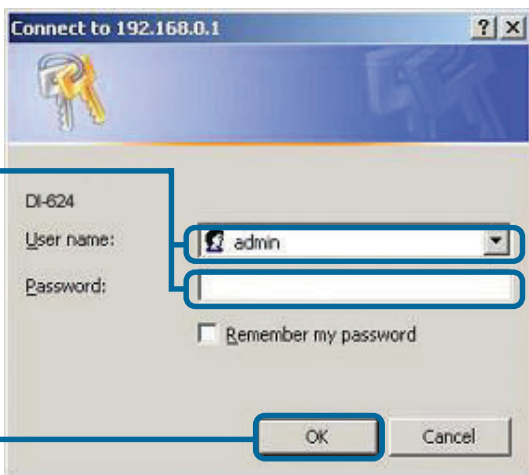 Connect to 192.168.0.1
? X
DI-624
User name: admin
Password:
Remember my password
OK Cancel